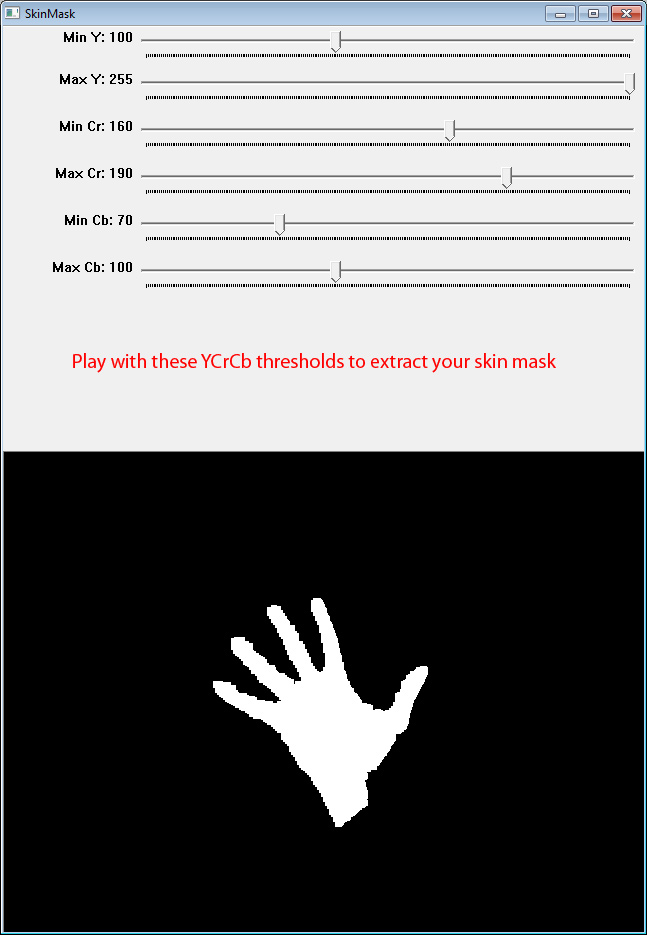 SkinMask
Min Y: 100
Max Y: 255
Min Cr: 160
Max Cr: 190
Min Cb: 70
Max Cb: 100
Play with these YCrCb thresholds to extract your skin mask